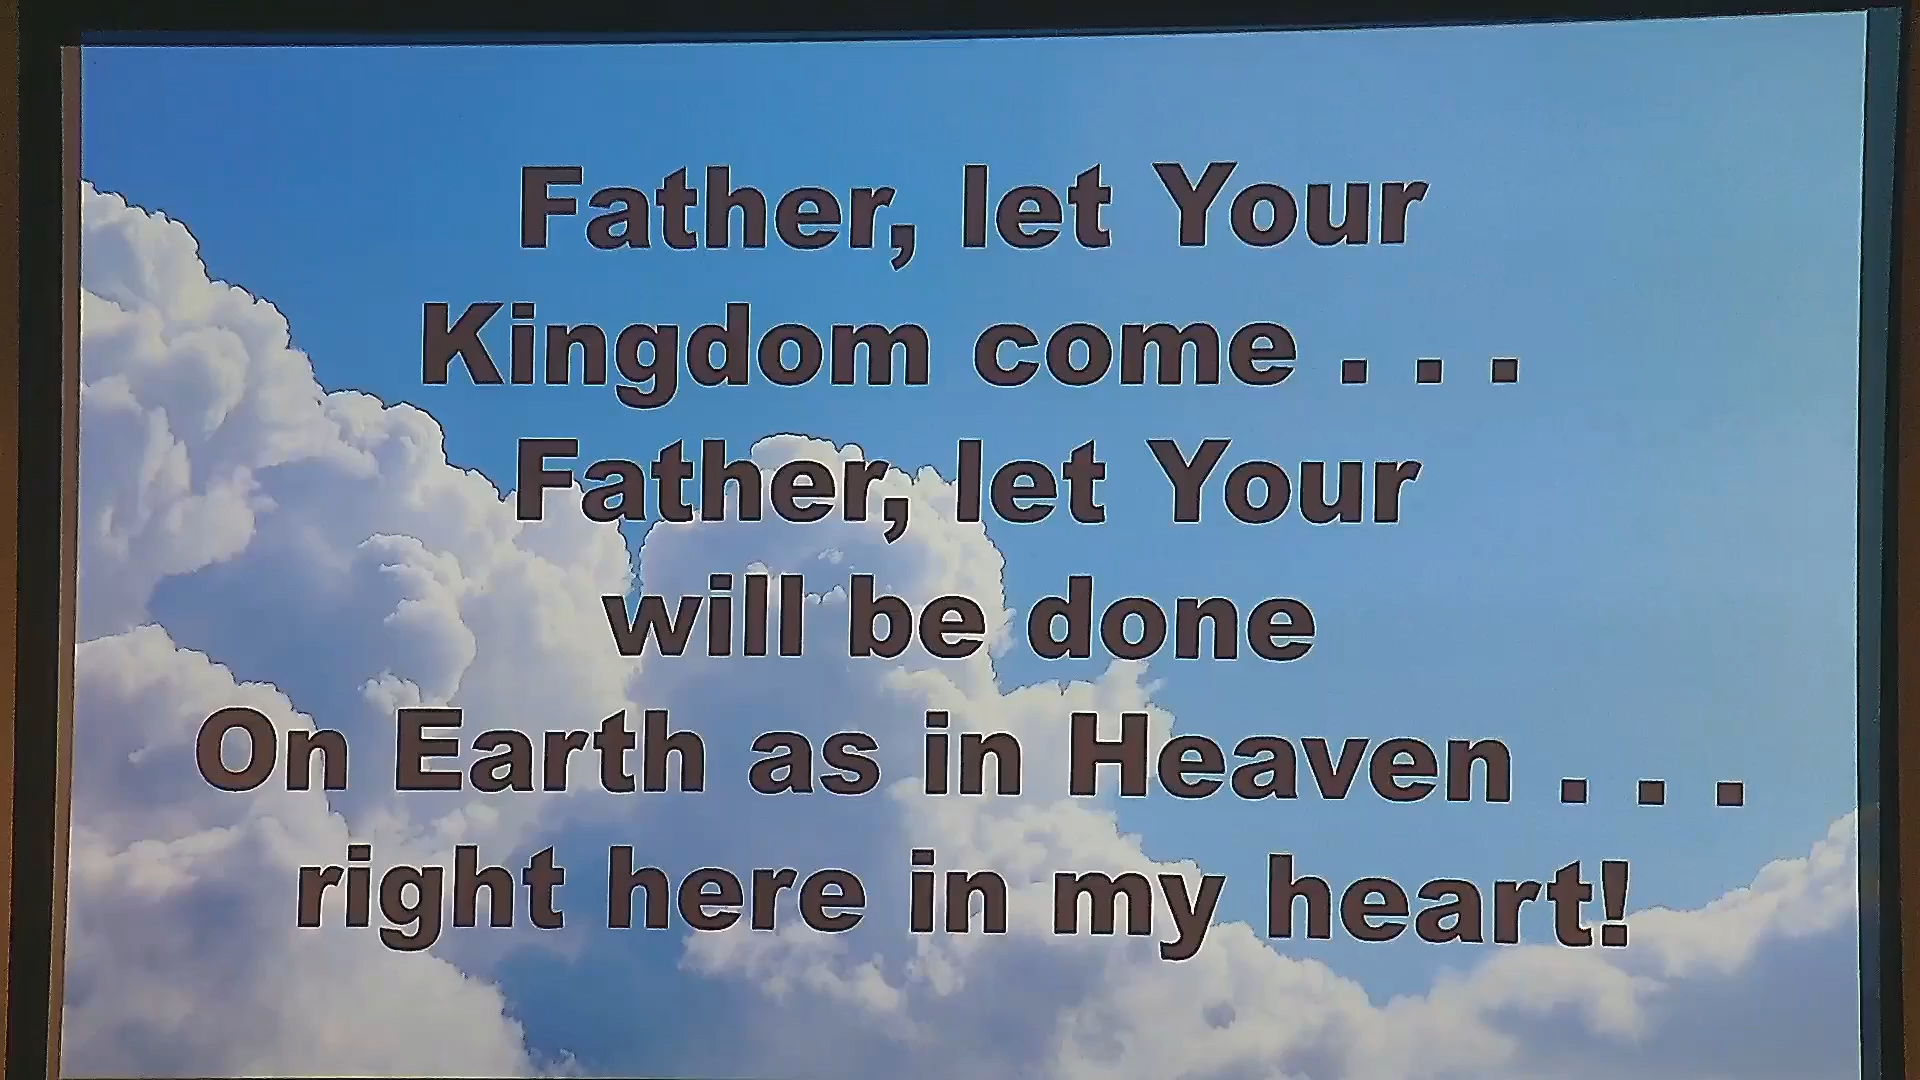 Father, let Your
Kingdom come . . .
Father, let Your
will be done
On Earth as in Heaven . . .
right here in my heart!